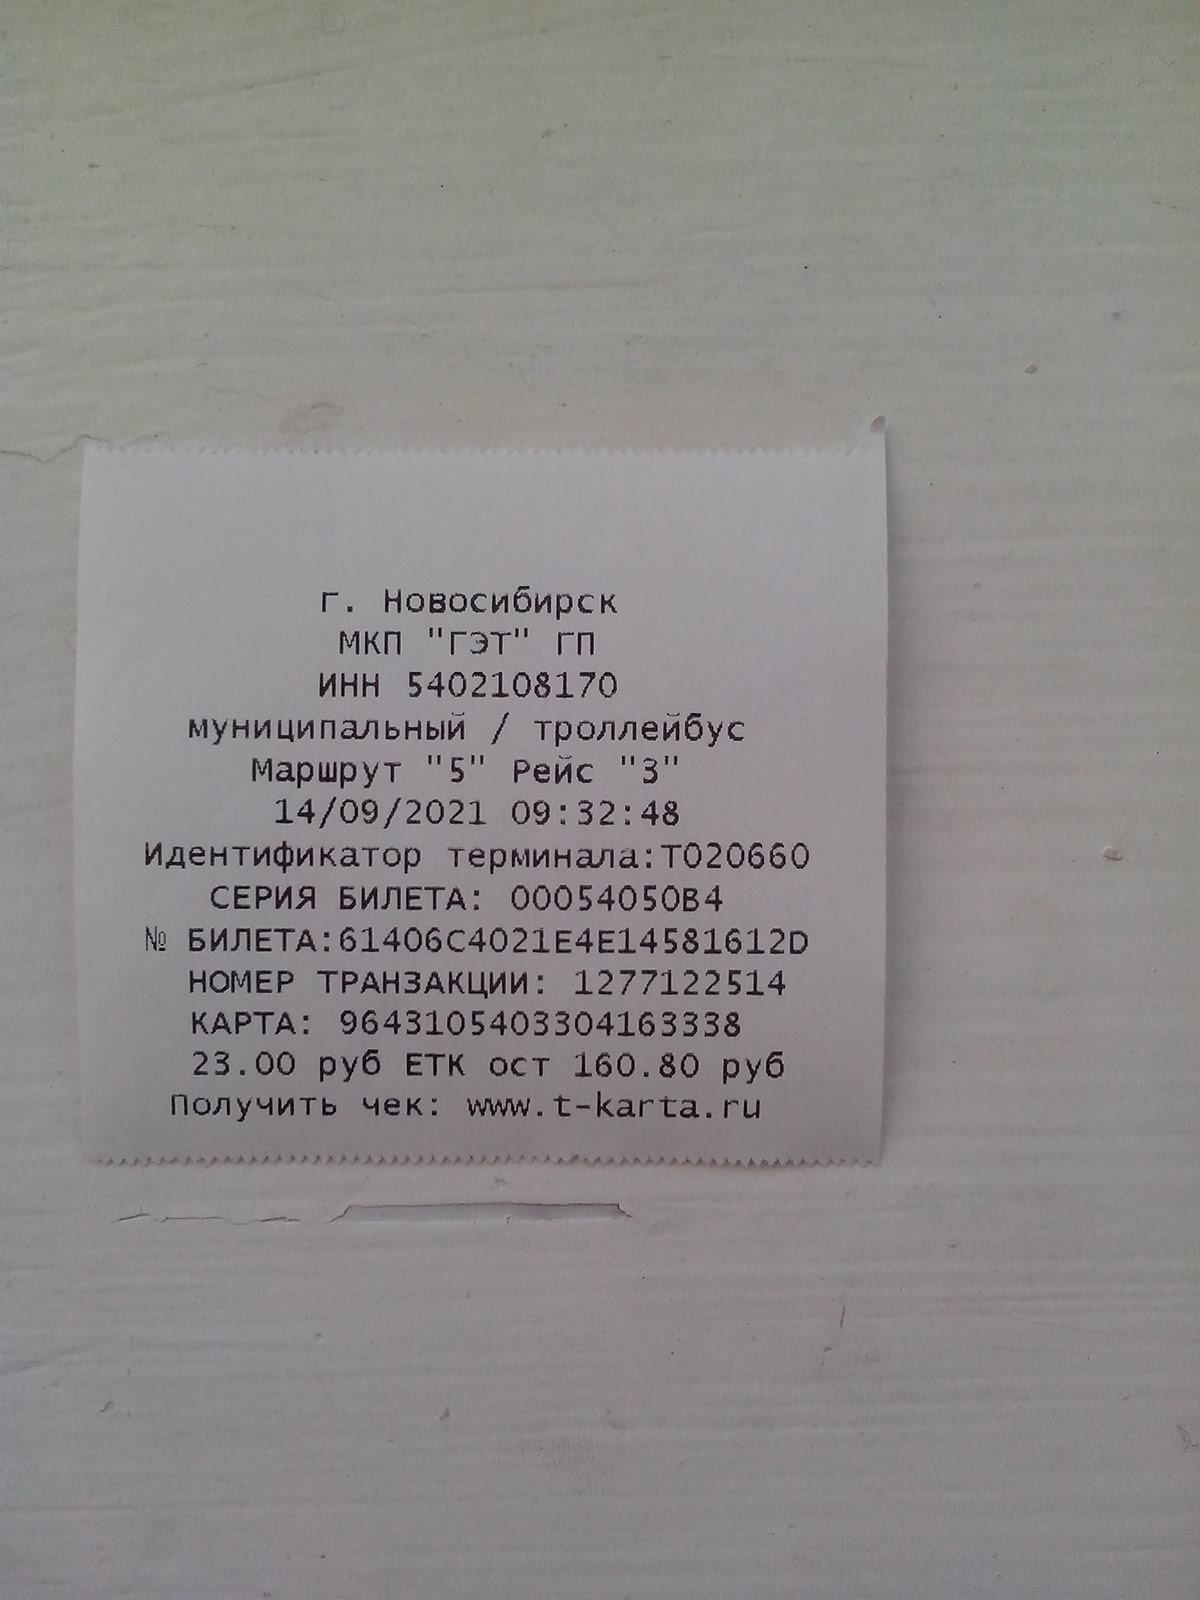 г. Новосибирск
МКП "ГЭТ" ГП
ИНН 5402108170
муниципальный / троллейбус
Маршрут "5" Рейс "3"
14/09/2021 09:32:48
Идентификатор терминала:Т020660
СЕРИЯ БИЛЕТА: 00054050B4
№ БИЛЕТА:61406C4021E4E14581612D
НОМЕР ТРАНЗАКЦИИ: 1277122514
КАРТА: 9643105403304163338
23.00 руб ЕТК ост 160.80 руб
Получить чек: www.t-karta.ru